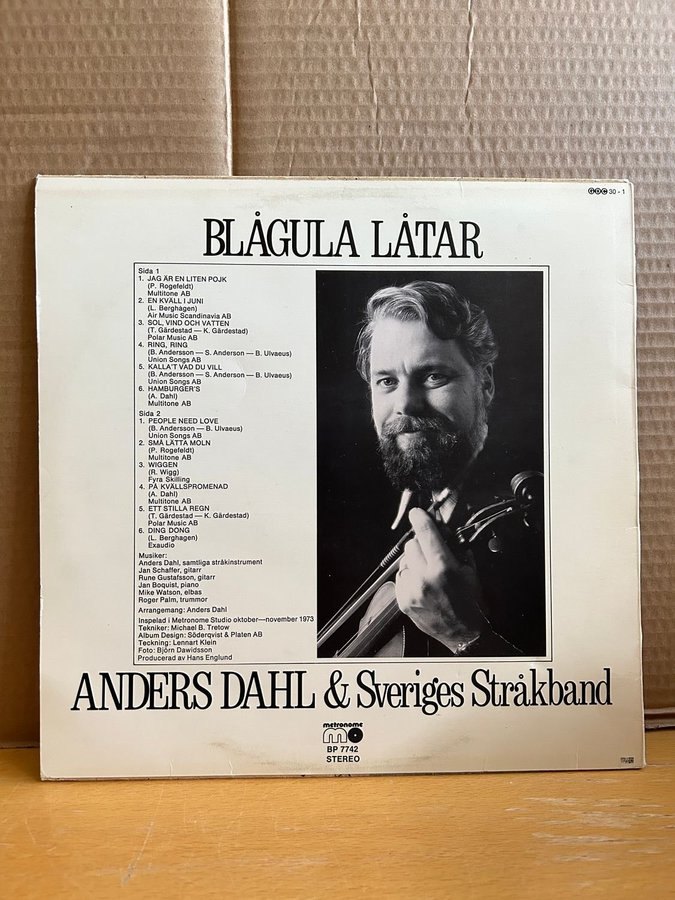 GDC 30-1
BLÅGULA LÅTAR
Sida 1
1. JAG ÄR EN LITEN POJK
(P. Rogefeldt)
Multitone AB
2. EN KVÄLL I JUNI
(L. Berghagen)
Air Music Scandinavia AB
3. SOL, VIND OCH VATTEN
(T. Gärdestad — K. Gärdestad)
Polar Music AB
4. RING, RING
(B. Andersson — S. Anderson — B. Ulvaeus)
Union Songs AB
5. KALLA'T VAD DU VILL
(B. Andersson — S. Anderson — B. Ulvaeus)
Union Songs AB
6. HAMBURGER'S
(A. Dahl)
Multitone AB
Sida 2
1. PEOPLE NEED LOVE
(B. Andersson — B. Ulvaeus)
Union Songs AB
2. SMÅ LÄTTA MOLN
(P. Rogefeldt)
Multitone AB
3. WIGGEN
(R. Wigg)
Fyra Skilling
4. PÅ KVÄLLSPROMENAD
(A. Dahl)
Multitone AB
5. ETT STILLA REGN
(T. Gärdestad — K. Gärdestad)
Polar Music AB
6. DING DONG
(L. Berghagen)
Exaudio
Musiker:
Anders Dahl, samtliga stråkinstrument
Jan Schaffer, gitarr
Rune Gustafsson, gitarr
Jan Boquist, piano
Mike Watson, elbas
Roger Palm, trummor
Arrangemang: Anders Dahl
Inspelad i Metronome Studio oktober—november 1973
Tekniker: Michael B. Tretow
Album Design: Söderqvist & Platen AB
Teckning: Lennart Klein
Foto: Björn Dawidsson
Producerad av Hans Englund
ANDERS DAHL & Sveriges Stråkband
metronome
BP 7742
STEREO